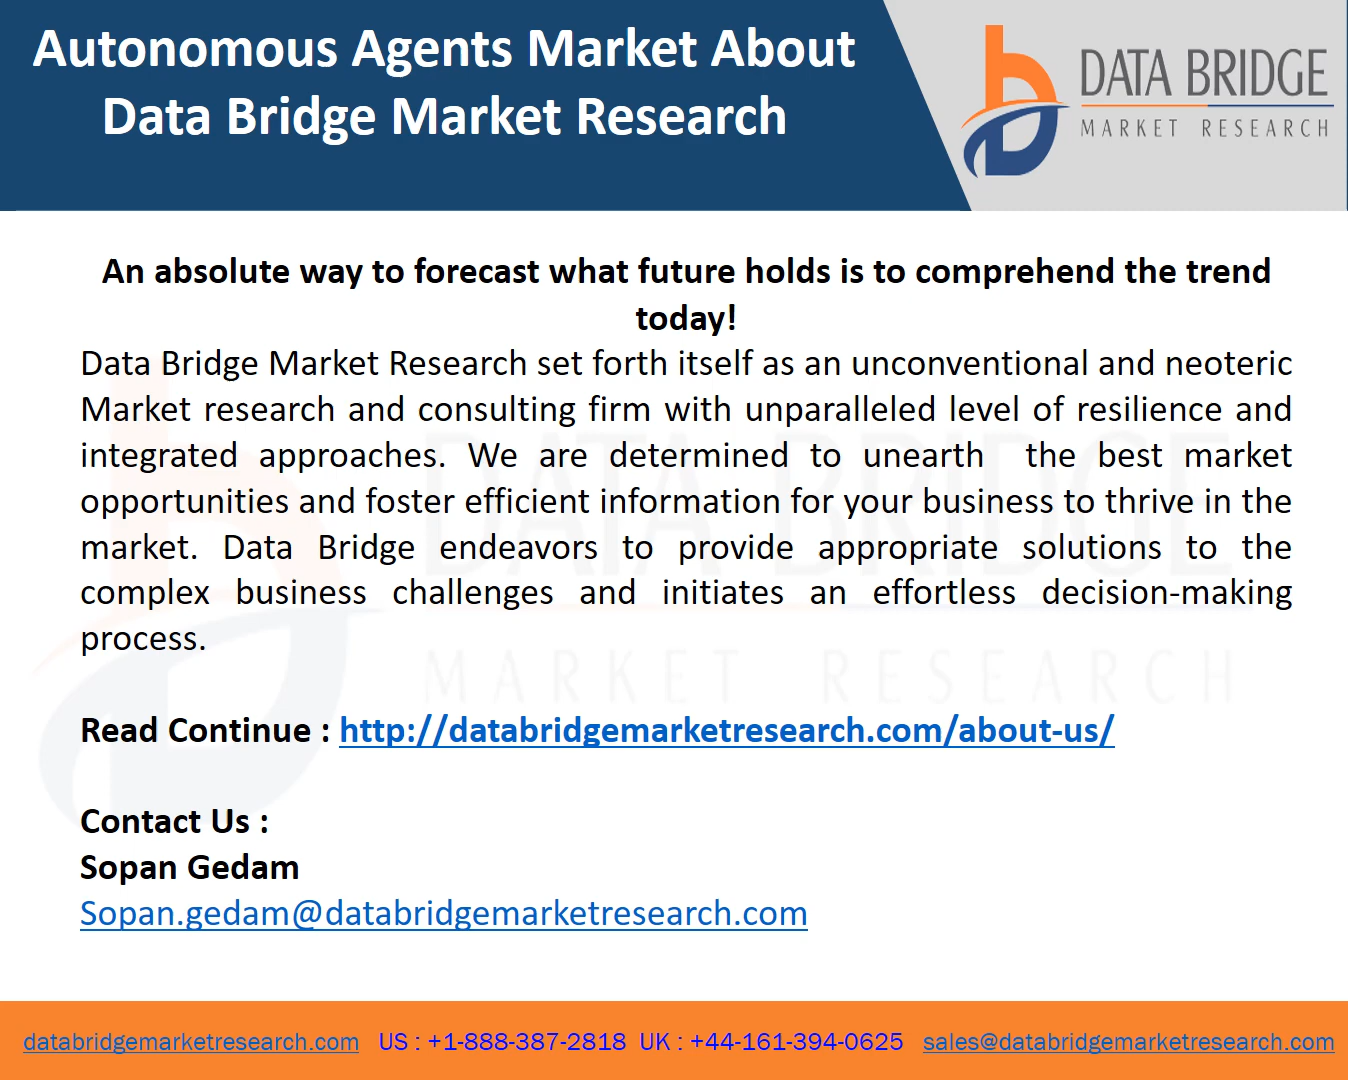 Autonomous Agents Market About
Data Bridge Market Research
DATA BRIDGE
MARKET RESEARCH
An absolute way to forecast what future holds is to comprehend the trend
today!
Data Bridge Market Research set forth itself as an unconventional and neoteric
Market research and consulting firm with unparalleled level of resilience and
integrated approaches. We are determined to unearth the best market
opportunities and foster efficient information for your business to thrive in the
market. Data Bridge endeavors to provide appropriate solutions to the
complex business challenges and initiates an effortless decision-making
process.
DATA BRIDGE
MARKET RESEARCH
Read Continue : http://databridgemarketresearch.com/about-us/
Contact Us :
Sopan Gedam
Sopan.gedam@databridgemarketresearch.com
databridgemarketresearch.com US : +1-888-387-2818 UK : +44-161-394-0625 sales@databridgemarketresearch.com